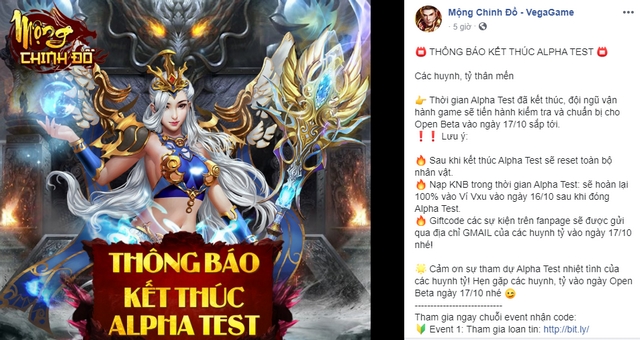 Mộng
CHINH ĐỒ
THÔNG BÁO
KẾT THÚC
ALPHA TEST
Mộng Chinh Đồ - VegaGame
5 giờ ·
THÔNG BÁO KẾT THÚC ALPHA TEST
Các huynh, tỷ thân mến
👉 Thời gian Alpha Test đã kết thúc, đội ngũ vận
hành game sẽ tiến hành kiểm tra và chuẩn bị cho
Open Beta vào ngày 17/10 sắp tới.
❗❗ Lưu ý:
🔥 Sau khi kết thúc Alpha Test sẽ reset toàn bộ
nhân vật.
🔥 Nạp KNB trong thời gian Alpha Test: sẽ hoàn lại
100% vào Ví Vxu vào ngày 16/10 sau khi đóng
Alpha Test.
🔥 Giftcode các sự kiện trên fanpage sẽ được gửi
qua địa chỉ GMAIL của các huynh tỷ vào ngày 17/10
nhé!
🌟 Cảm ơn sự tham dự Alpha Test nhiệt tình của
các huynh tỷ! Hẹn gặp các huynh, tỷ vào ngày Open
Beta ngày 17/10 nhé 😉
---------------------------
Tham gia ngay chuỗi event nhận code:
🔰 Event 1: Tham gia loan tin: http://bit.ly/